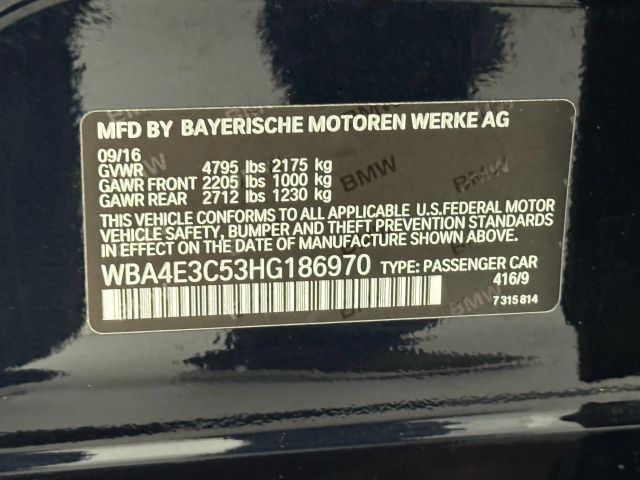 MFD BY BAYERISCHE MOTOREN WERKE AG
09/16
GVWR 4795 lbs 2175 kg
GAWR FRONT 2205 lbs 1000 kg
GAWR REAR 2712 lbs 1230 kg
THIS VEHICLE CONFORMS TO ALL APPLICABLE U.S.FEDERAL MOTOR
VEHICLE SAFETY, BUMPER AND THEFT PREVENTION STANDARDS
IN EFFECT ON THE DATE OF MANUFACTURE SHOWN ABOVE.
WBA4E3C53HG186970 TYPE: PASSENGER CAR
416/9
7 315 814
BMW
BMW
BMW